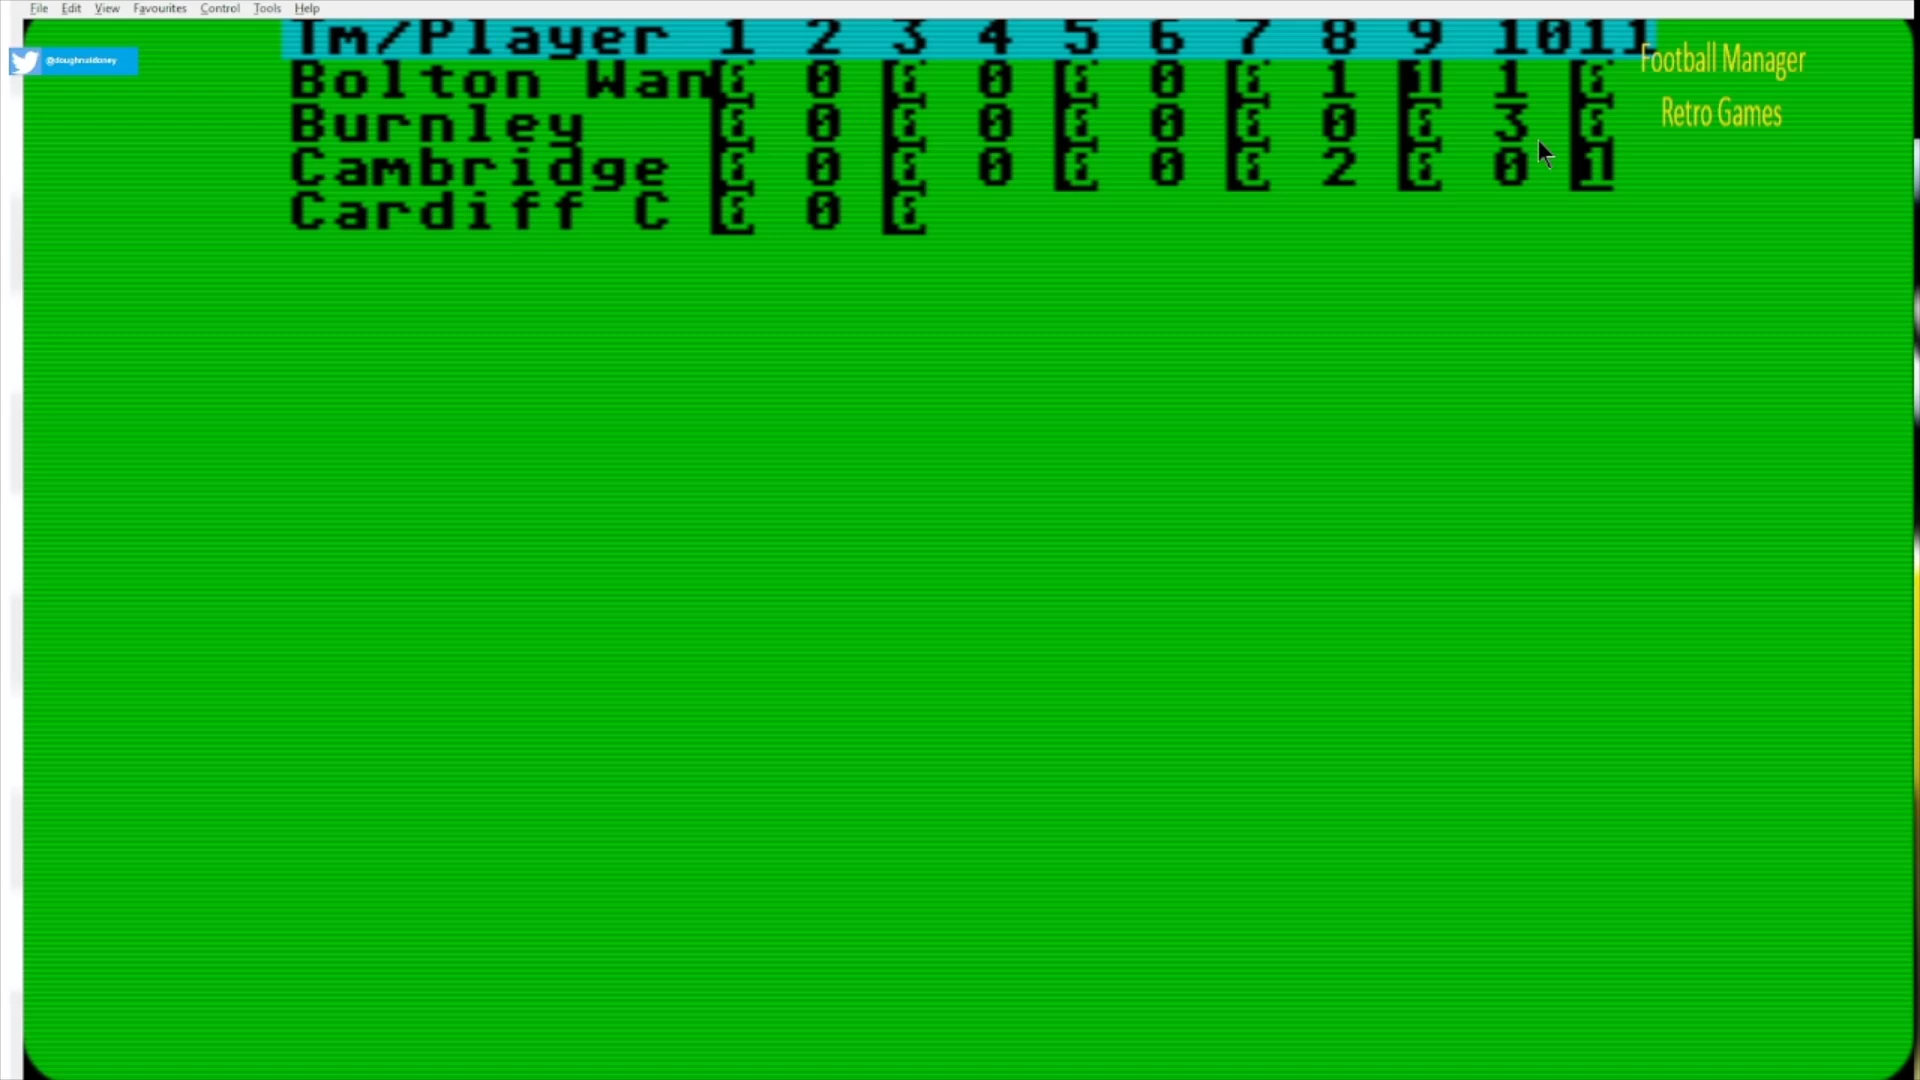 File Edit View Favourites Control Tools Help
Tm/Player 1 2 3 4 5 6 7 8 9 1011
@doughnutdoney
Football Manager
Bolton Wan 0 0 0 1 1
Burnley 0 0 0 0 3
Retro Games
Cambridge 0 0 0 2 0 1
Cardiff C 0